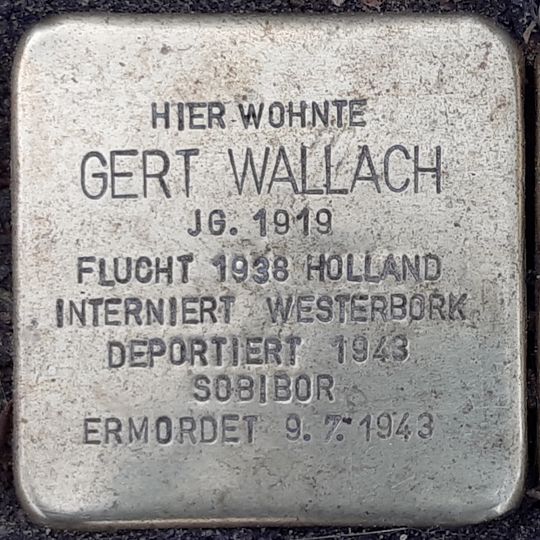 HIER WOHNTE
GERT WALLACH
JG. 1919
FLUCHT 1938 HOLLAND
INTERNIERT WESTERBORK
DEPORTIERT 1943
SOBIBOR
ERMORDET 9.7.1943